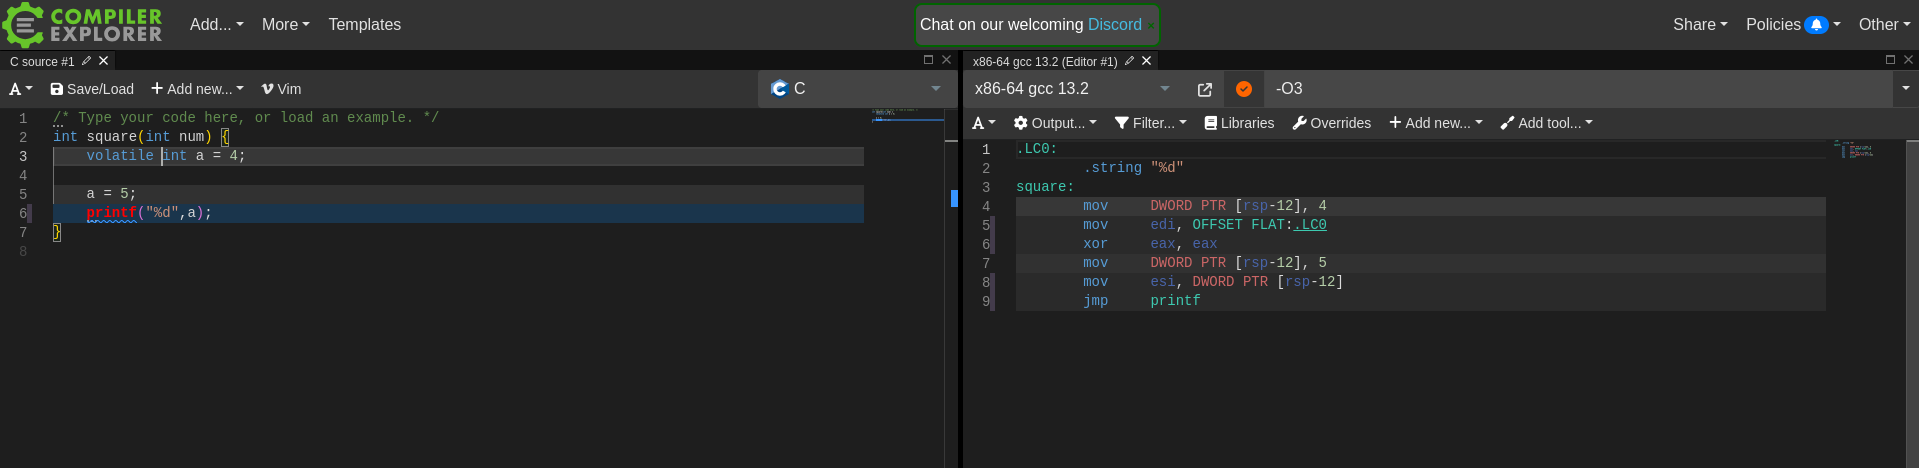 COMPILER
EXPLORER
Add... More Templates
Chat on our welcoming Discord ×
Share Policies Other
C source #1
A Save/Load + Add new... Vim
C
1 /* Type your code here, or load an example. */
2 int square(int num) {
3 volatile int a = 4;
4
5 a = 5;
6 printf("%d",a);
7 }
8
x86-64 gcc 13.2 (Editor #1)
x86-64 gcc 13.2 -O3
A Output... Filter... Libraries Overrides + Add new... Add tool...
1 .LC0:
2 .string "%d"
3 square:
4 mov DWORD PTR [rsp-12], 4
5 mov edi, OFFSET FLAT:.LC0
6 xor eax, eax
7 mov DWORD PTR [rsp-12], 5
8 mov esi, DWORD PTR [rsp-12]
9 jmp printf